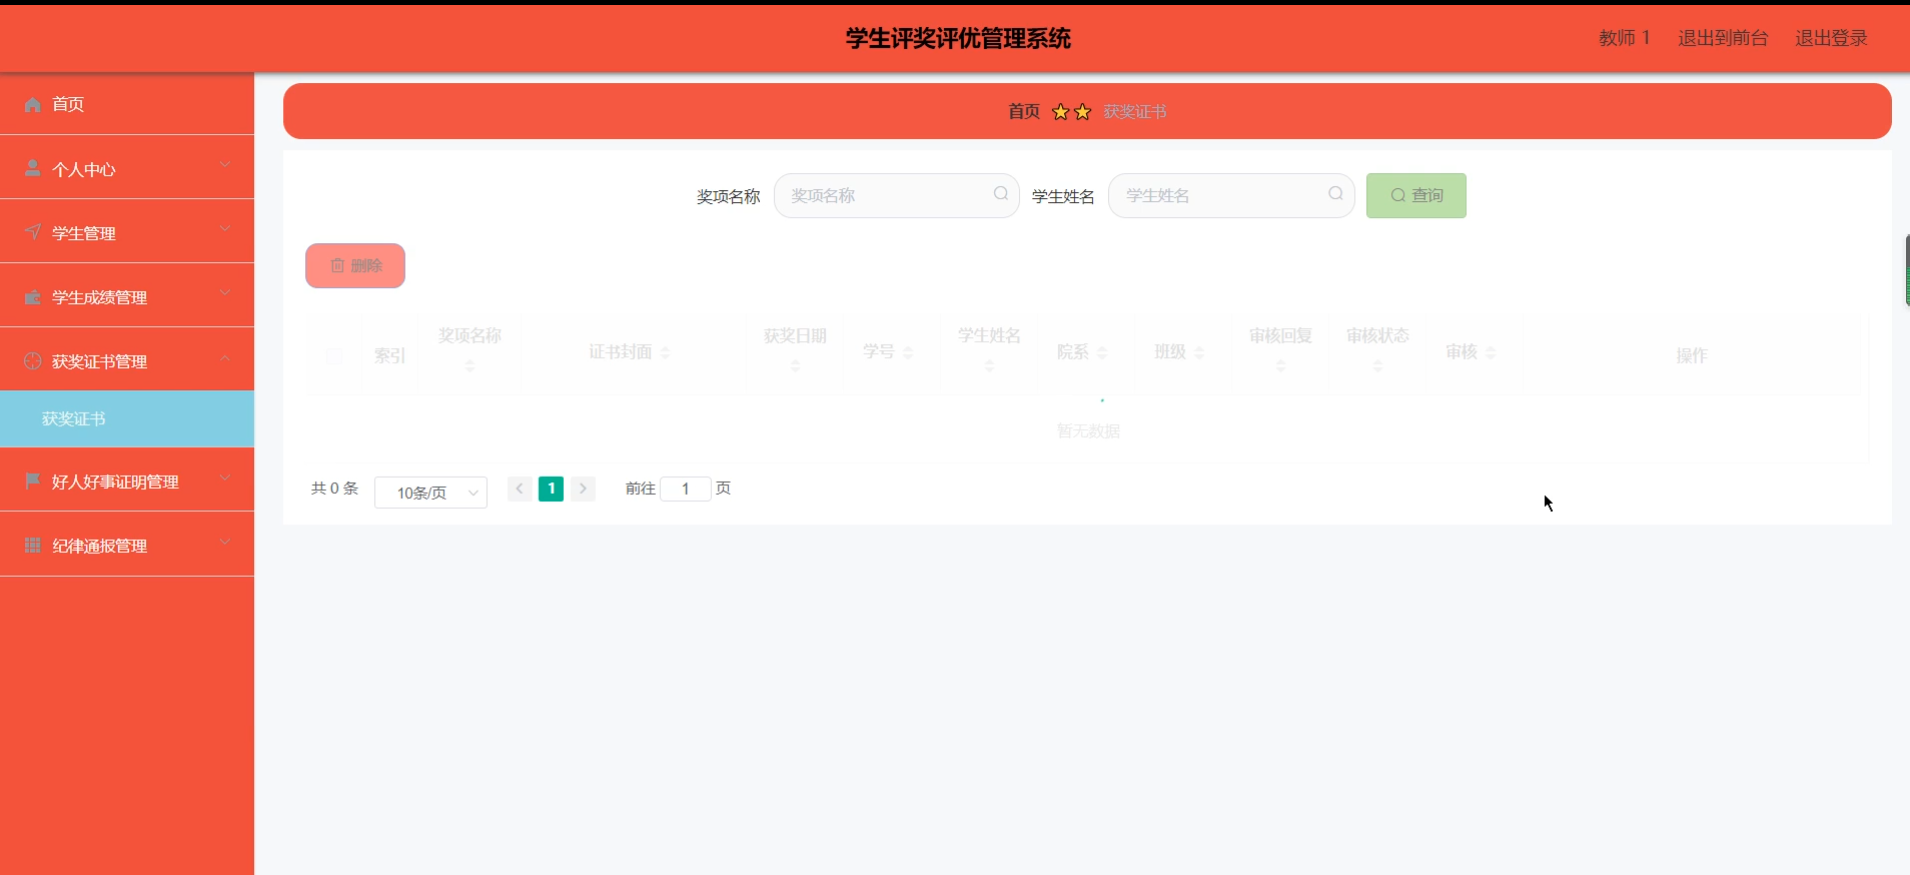 学生评奖评优管理系统
教师 1 退出到前台 退出登录
首页
个人中心
学生管理
学生成绩管理
获奖证书管理
获奖证书
好人好事证明管理
纪律通报管理
首页 获奖证书
奖项名称 奖项名称 学生姓名 学生姓名 查询
删除
索引 奖项名称 证书封面 获奖日期 学号 学生姓名 院系 班级 审核回复 审核状态 审核 操作
暂无数据
共 0 条 10条/页 1 前往 1 页